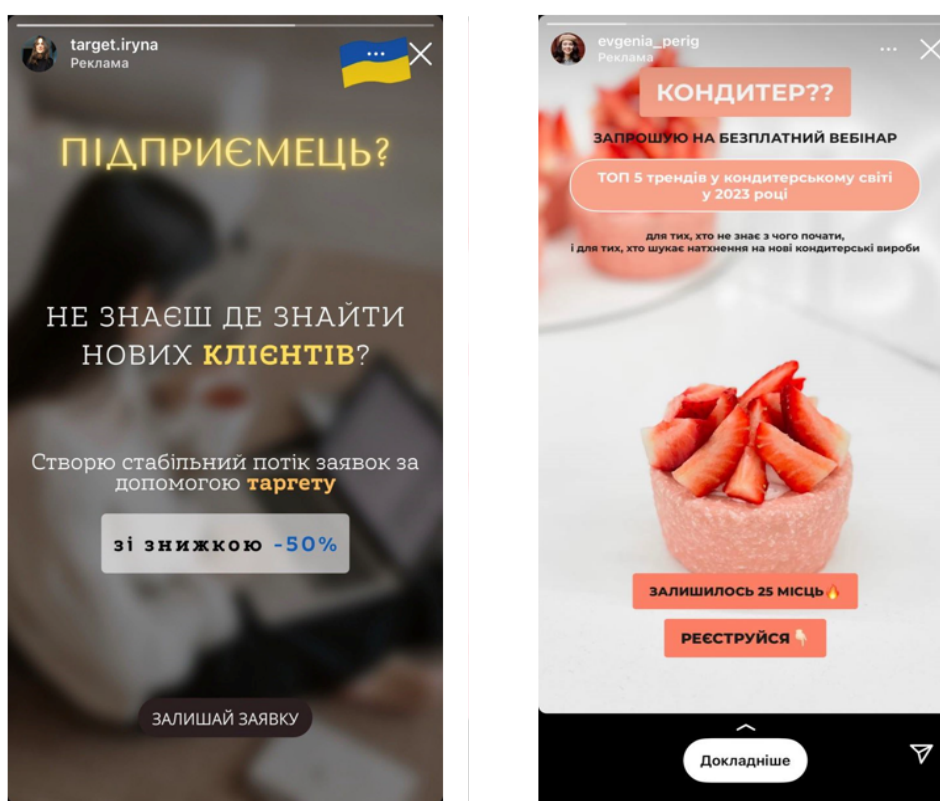 target.iryna
Реклама
ПІДПРИЄМЕЦЬ?
НЕ ЗНАЄШ ДЕ ЗНАЙТИ
НОВИХ КЛІЄНТІВ?
Створю стабільний потік заявок за
допомогою таргету
зі знижкою -50%
ЗАЛИШАЙ ЗАЯВКУ
evgenia_perig
Реклама
КОНДИТЕР??
ЗАПРОШУЮ НА БЕЗПЛАТНИЙ ВЕБІНАР
ТОП 5 трендів у кондитерському світі
у 2023 році
для тих, хто не знає з чого почати,
і для тих, хто шукає натхнення на нові кондитерські вироби
ЗАЛИШИЛОСЬ 25 МІСЦЬ🔥
РЕЄСТРУЙСЯ👇🏻
Докладніше